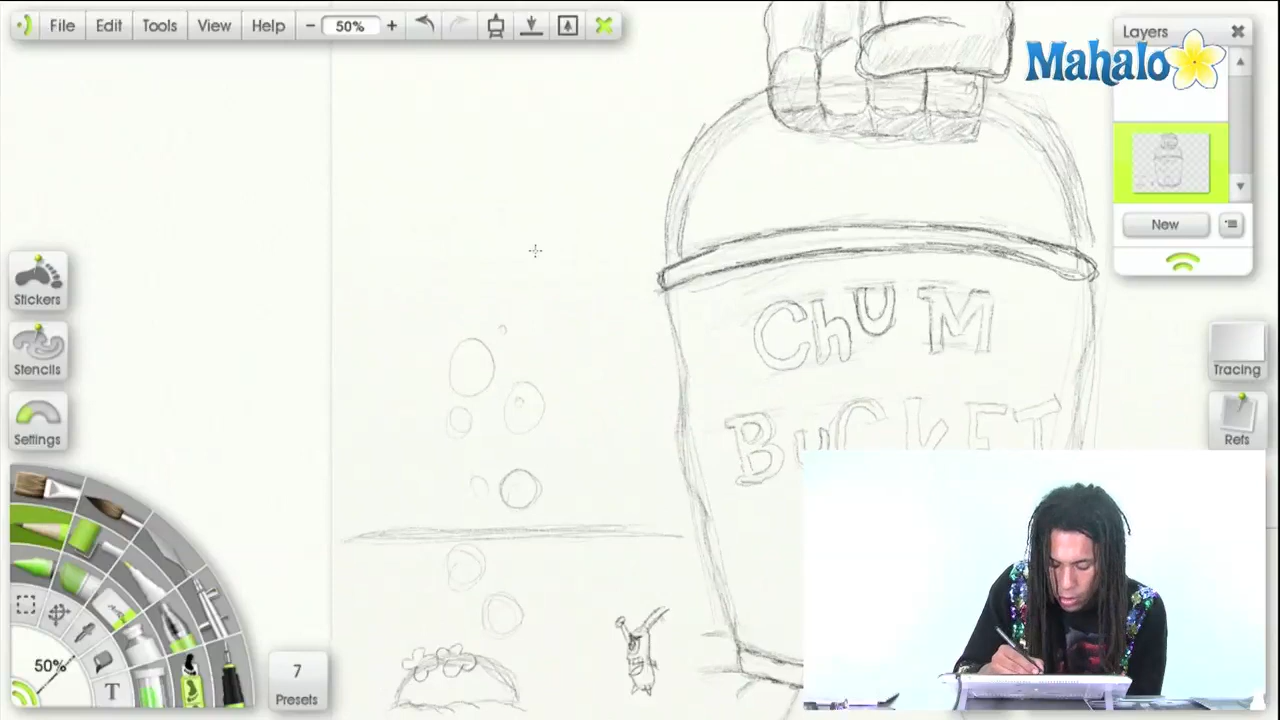 File Edit Tools View Help − 50% +
Layers
Mahalo
New
Stickers
Stencils
Settings
Tracing
Refs
ChUM
BUCKET
50%
T
7
Presets